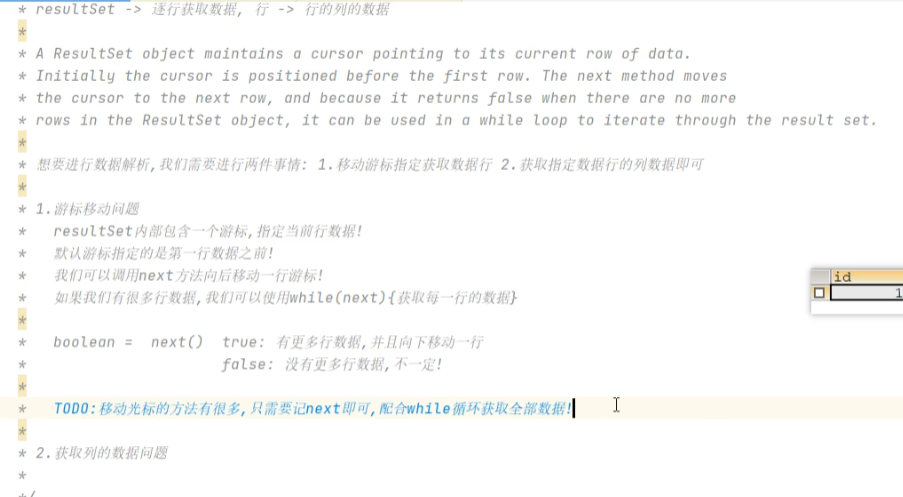 * resultSet -> 逐行获取数据, 行 -> 行的列的数据
*
* A ResultSet object maintains a cursor pointing to its current row of data.
* Initially the cursor is positioned before the first row. The next method moves
* the cursor to the next row, and because it returns false when there are no more
* rows in the ResultSet object, it can be used in a while loop to iterate through the result set.
*
* 想要进行数据解析,我们需要进行两件事情: 1.移动游标指定获取数据行 2.获取指定数据行的列数据即可
*
* 1.游标移动问题
* resultSet内部包含一个游标,指定当前行数据!
* 默认游标指定的是第一行数据之前!
* 我们可以调用next方法向后移动一行游标!
* 如果我们有很多行数据,我们可以使用while(next){获取每一行的数据}
*
* boolean = next() true: 有更多行数据,并且向下移动一行
* false: 没有更多行数据,不一定!
*
* TODO:移动光标的方法有很多,只需要记next即可,配合while循环获取全部数据!
*
* 2.获取列的数据问题
*
*/
id
1